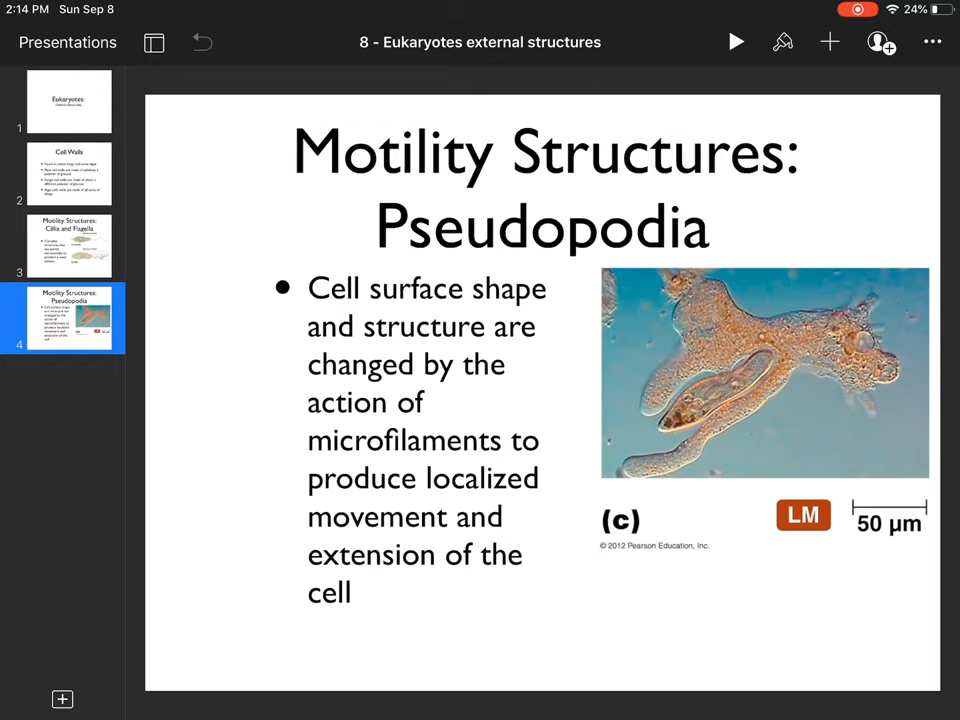 2:14 PM Sun Sep 8
24%
Presentations
8 - Eukaryotes external structures
Eukaryotes:
1
Cell Walls
2
Motility Structures:
Cillia and Flagella
3
Motility Structures:
Pseudopodia
4
Motility Structures:
Pseudopodia
• Cell surface shape
and structure are
changed by the
action of
microfilaments to
produce localized
movement and
extension of the
cell
(c)
LM
50 µm
© 2012 Pearson Education, Inc.